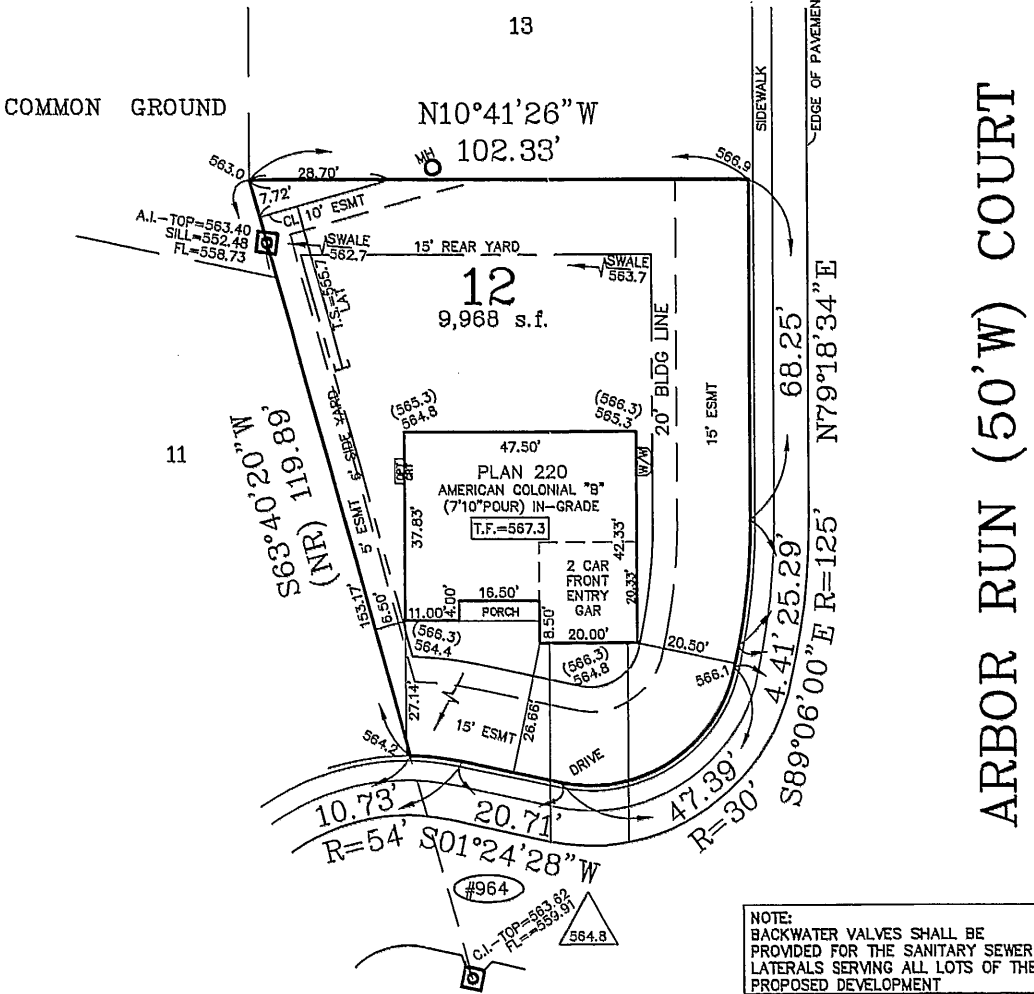 13
COMMON GROUND
N10°41'26"W
102.33'
SIDEWALK
EDGE OF PAVEMENT
ARBOR RUN (50'W) COURT
563.0
28.70'
MH
566.9
7.72'
CL
10' ESMT
A.I.-TOP=563.40
SILL=552.48
FL=558.73
SWALE
562.7
15' REAR YARD
SWALE
563.7
T.S.=555.7
LAT
12
9,968 s.f.
20' BLDG LINE
15' ESMT
68.25'
N79°18'34"E
11
S63°40'20"W
(NR) 119.89'
5' ESMT
6' SIDE YARD
(565.3)
564.8
(566.3)
565.3
47.50'
W/W
PLAN 220
AMERICAN COLONIAL "B"
(7'10"POUR) IN-GRADE
T.F.=567.3
37.83'
42.33'
2 CAR
FRONT
ENTRY
GAR
20.33'
16.50'
4.00'
11.00'
PORCH
8.50'
20.00'
153.17'
6.50'
(566.3)
564.4
(566.3)
564.8
20.50'
566.1
25.29'
R=125'
4.41'
S89°06'00"E
27.14'
15' ESMT
26.66'
DRIVE
564.2
10.73'
R=54'
20.71'
S01°24'28"W
47.39'
R=30'
#964
C.I.-TOP=563.62
FL==559.91
564.8
NOTE:
BACKWATER VALVES SHALL BE
PROVIDED FOR THE SANITARY SEWER
LATERALS SERVING ALL LOTS OF THE
PROPOSED DEVELOPMENT